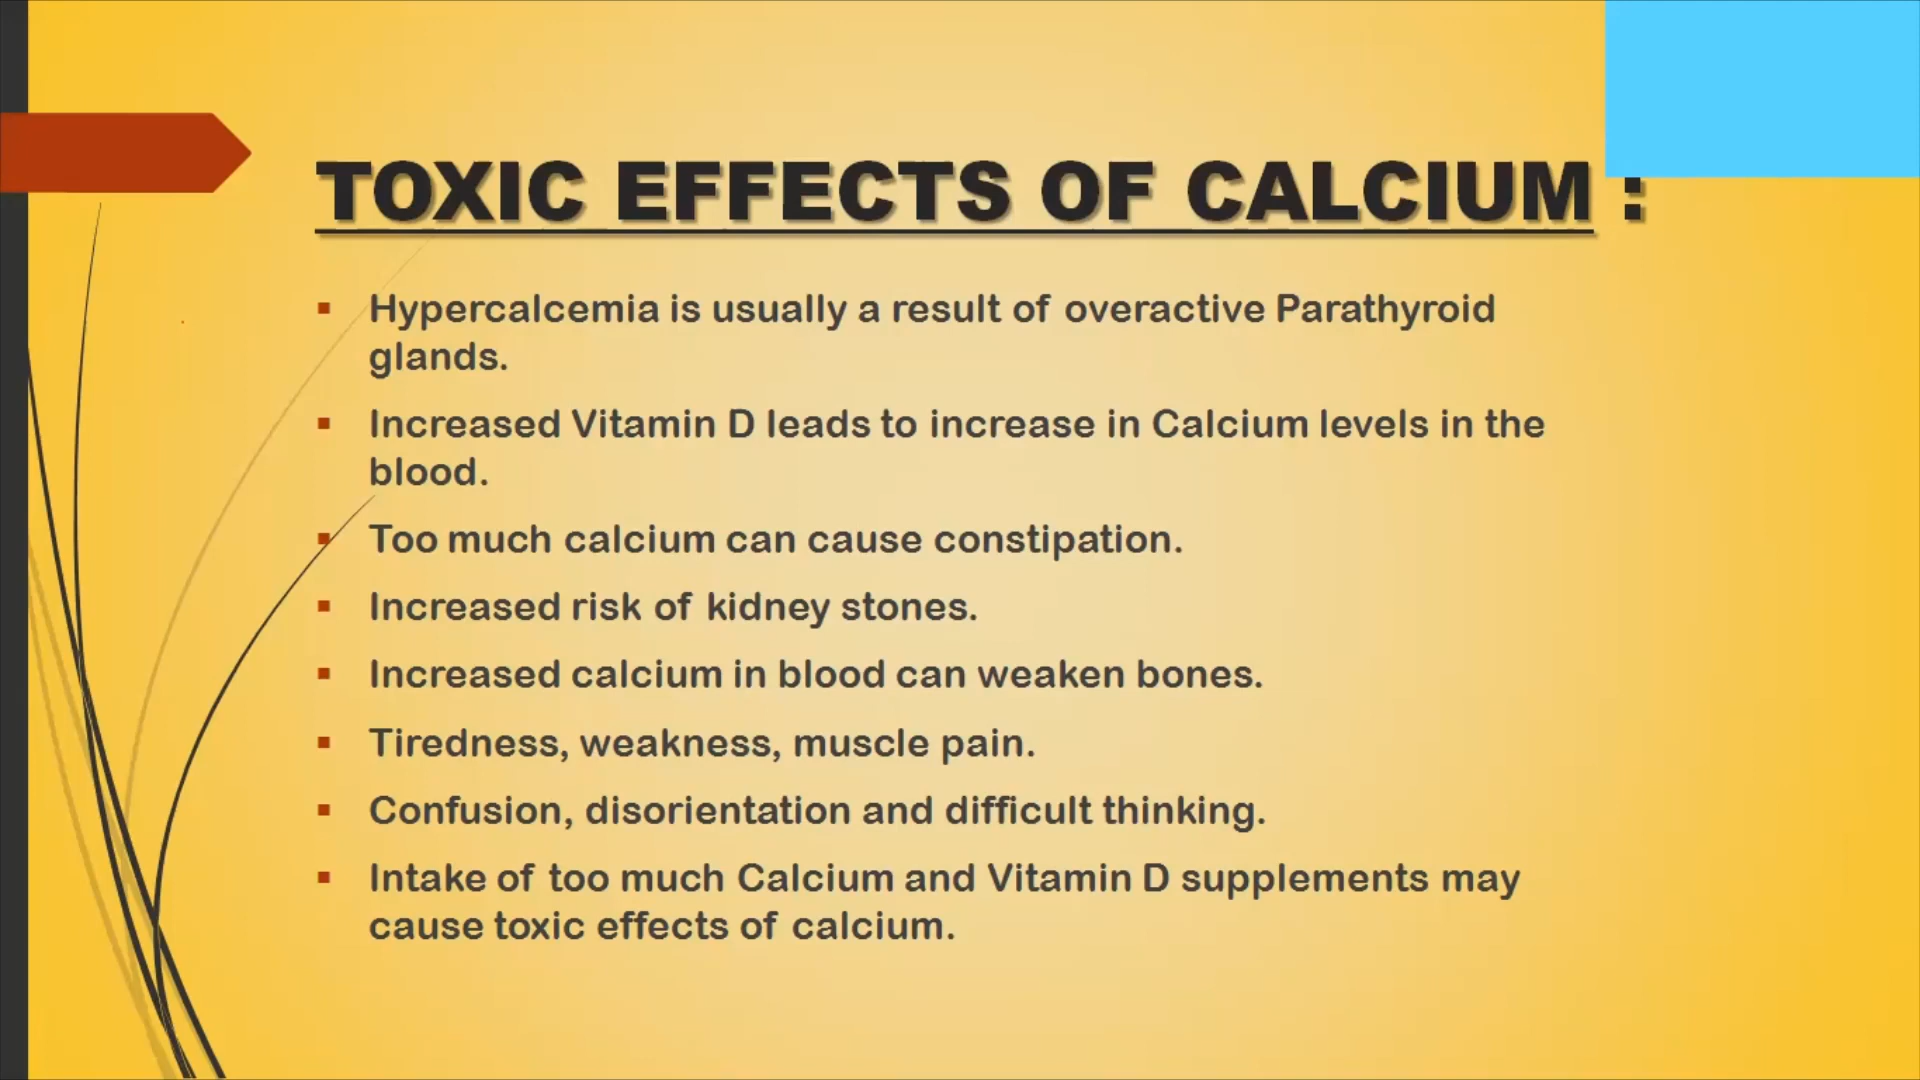 TOXIC EFFECTS OF CALCIUM :
▪ Hypercalcemia is usually a result of overactive Parathyroid
glands.
▪ Increased Vitamin D leads to increase in Calcium levels in the
blood.
▪ Too much calcium can cause constipation.
▪ Increased risk of kidney stones.
▪ Increased calcium in blood can weaken bones.
▪ Tiredness, weakness, muscle pain.
▪ Confusion, disorientation and difficult thinking.
▪ Intake of too much Calcium and Vitamin D supplements may
cause toxic effects of calcium.